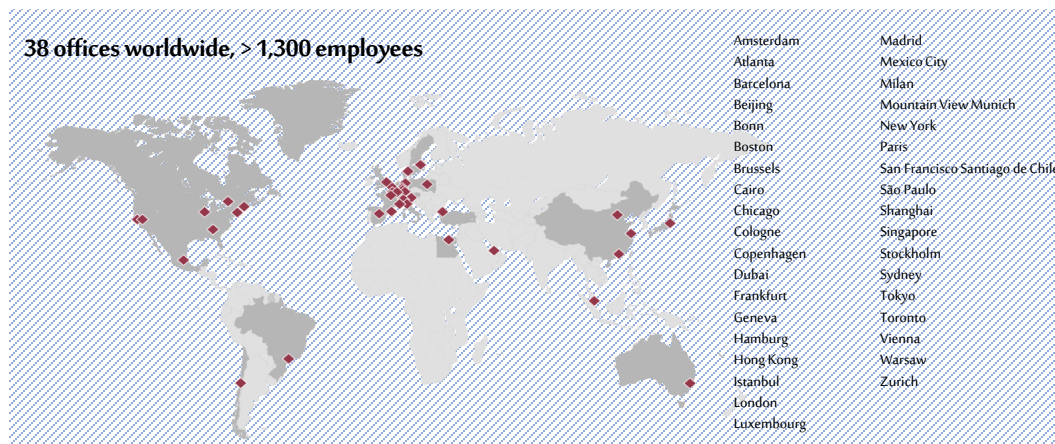 38 offices worldwide, > 1,300 employees
Amsterdam
Atlanta
Barcelona
Beijing
Bonn
Boston
Brussels
Cairo
Chicago
Cologne
Copenhagen
Dubai
Frankfurt
Geneva
Hamburg
Hong Kong
Istanbul
London
Luxembourg
Madrid
Mexico City
Milan
Mountain View Munich
New York
Paris
San Francisco Santiago de Chile
São Paulo
Shanghai
Singapore
Stockholm
Sydney
Tokyo
Toronto
Vienna
Warsaw
Zurich